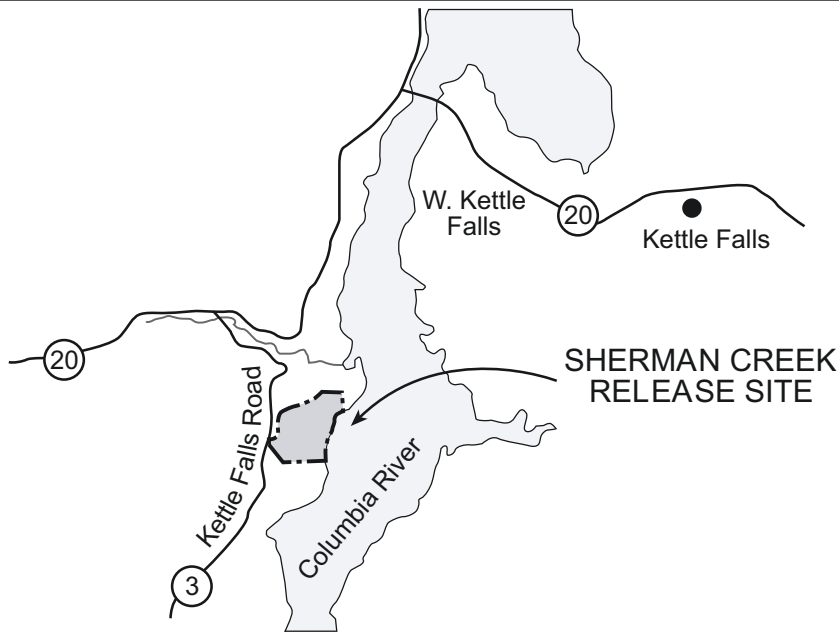 W. Kettle
Falls
20
Kettle Falls
20
SHERMAN CREEK
RELEASE SITE
Kettle Falls Road
Columbia River
3